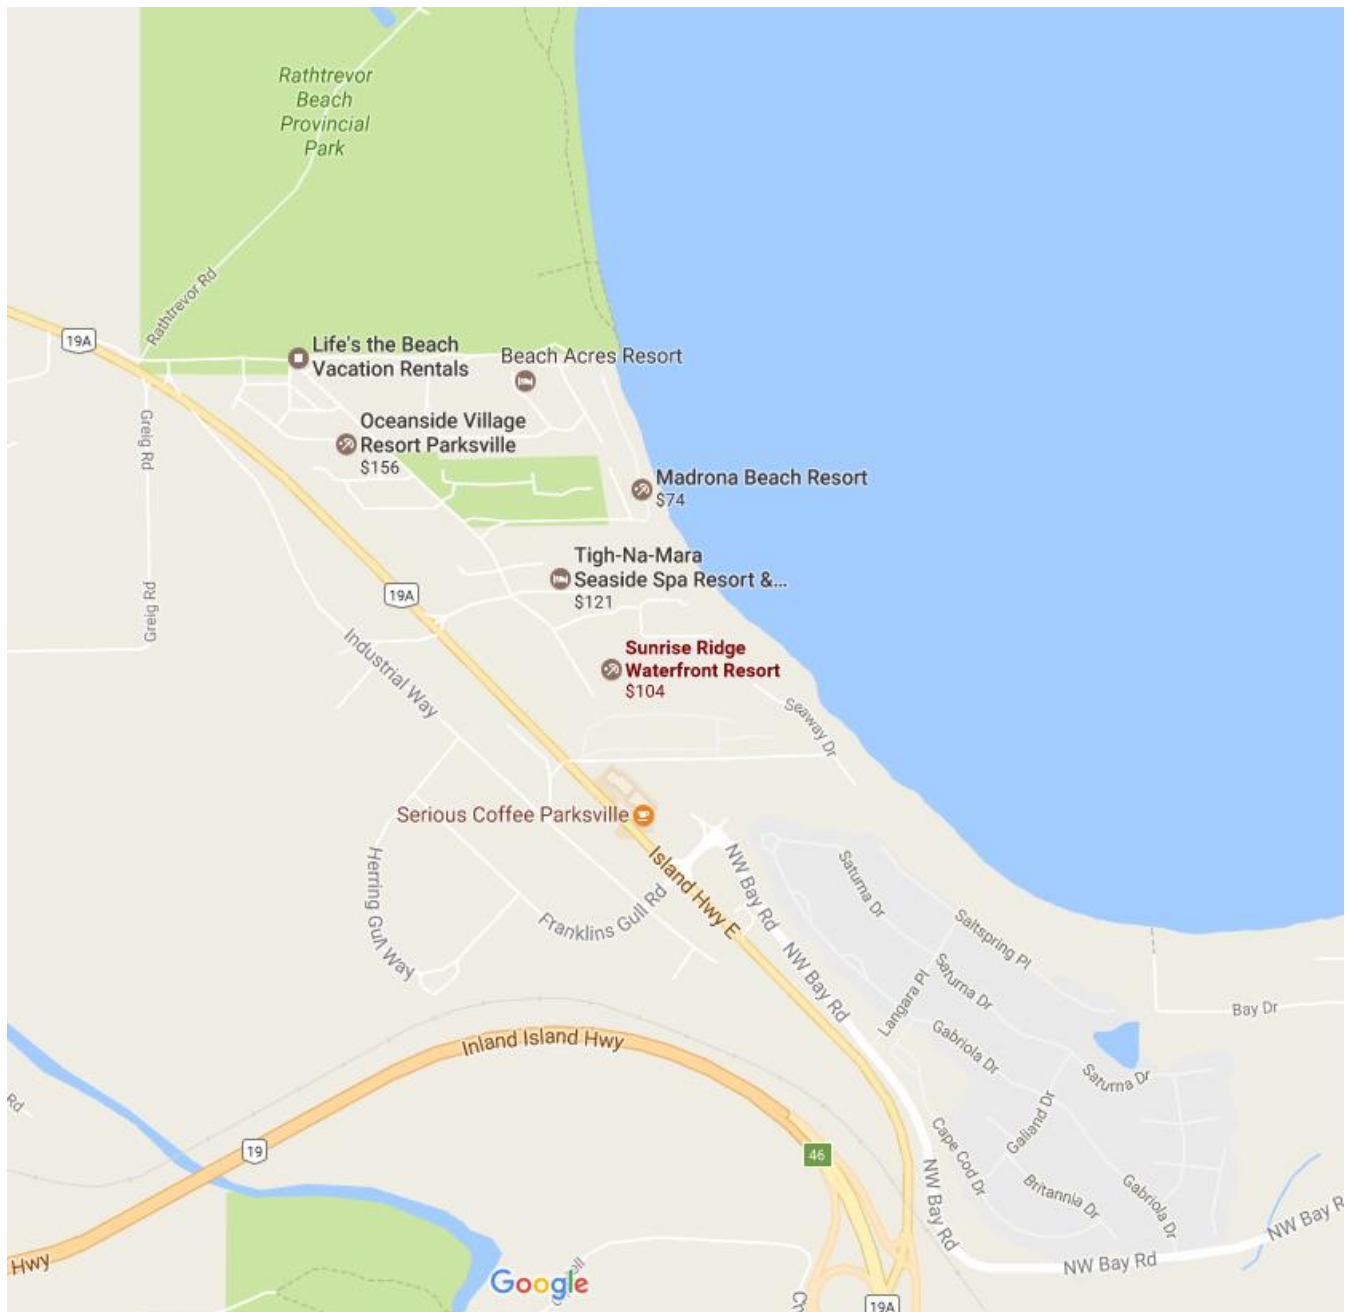 Rathtrevor
Beach
Provincial
Park
Rathtrevor Rd
19A
Life's the Beach
Vacation Rentals
Beach Acres Resort
Greig Rd
Oceanside Village
Resort Parksville
$156
Madrona Beach Resort
$74
Tigh-Na-Mara
Seaside Spa Resort &...
$121
19A
Greig Rd
Industrial Way
Sunrise Ridge
Waterfront Resort
$104
Seaway Dr
Serious Coffee Parksville
Island Hwy E
NW Bay Rd
Herring Gull Way
Franklins Gull Rd
Saturna Dr
Saltspring Pl
NW Bay Rd
Langara Pl
Saturna Dr
Bay Dr
Gabriola Dr
Inland Island Hwy
Saturna Dr
Rd
Galiand Dr
19
46
Cape Cod Dr
NW Bay Rd
Britannia Dr
Gabriola Dr
NW Bay R
Hwy
NW Bay Rd
Google
19A